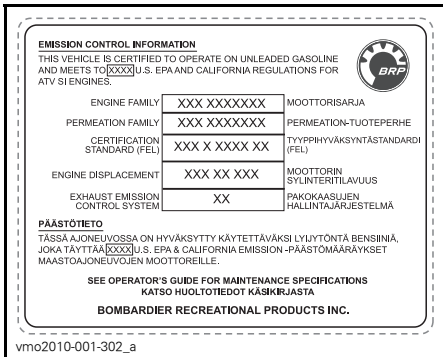 EMISSION CONTROL INFORMATION
THIS VEHICLE IS CERTIFIED TO OPERATE ON UNLEADED GASOLINE
AND MEETS TO XXXX U.S. EPA AND CALIFORNIA REGULATIONS FOR
ATV SI ENGINES.
BRP
ENGINE FAMILY XXX XXXXXXX MOOTTORISARJA
PERMEATION FAMILY XXX XXXXXXX PERMEATION-TUOTEPERHE
CERTIFICATION STANDARD (FEL) XXX X XXXX XX TYYPPIHYVÄKSYNTÄSTANDARDI (FEL)
ENGINE DISPLACEMENT XXX XX XXX MOOTTORIN SYLINTERITILAVUUS
EXHAUST EMISSION CONTROL SYSTEM XX PAKOKAASUJEN HALLINTAJÄRJESTELMÄ
PÄÄSTÖTIETO
TÄSSÄ AJONEUVOSSA ON HYVÄKSYTTY KÄYTETTÄVÄKSI LYIJYTÖNTÄ BENSIINIÄ,
JOKA TÄYTTÄÄ XXXX U.S. EPA & CALIFORNIA EMISSION -PÄÄSTÖMÄÄRÄYKSET
MAASTOAJONEUVOJEN MOOTTOREILLE.
SEE OPERATOR'S GUIDE FOR MAINTENANCE SPECIFICATIONS
KATSO HUOLTOTIEDOT KÄSIKIRJASTA
BOMBARDIER RECREATIONAL PRODUCTS INC.
vmo2010-001-302_a